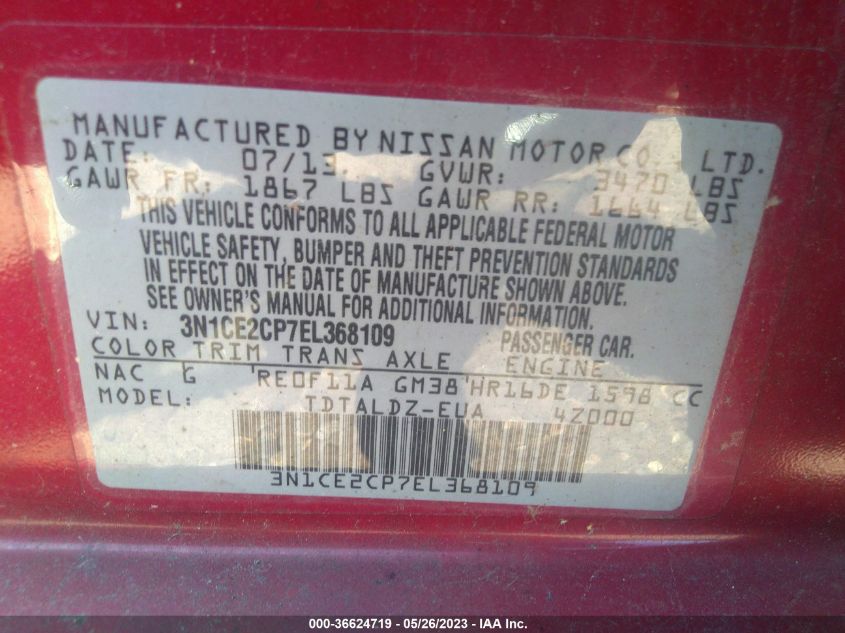 MANUFACTURED BY NISSAN MOTOR CO., LTD.
DATE: 07/13 GVWR: 3470 LBS
GAWR FR: 1867 LBS GAWR RR: 1664 LBS
THIS VEHICLE CONFORMS TO ALL APPLICABLE FEDERAL MOTOR
VEHICLE SAFETY, BUMPER AND THEFT PREVENTION STANDARDS
IN EFFECT ON THE DATE OF MANUFACTURE SHOWN ABOVE.
SEE OWNER'S MANUAL FOR ADDITIONAL INFORMATION.
VIN: 3N1CE2CP7EL368109 PASSENGER CAR.
COLOR TRIM TRANS AXLE ENGINE
NAC G RE0F11A GM38 HR16DE 1598 CC
MODEL: TDTALDZ-EUA 4Z000
3N1CE2CP7EL368109
000-36624719 — 05/26/2023 — IAA Inc.